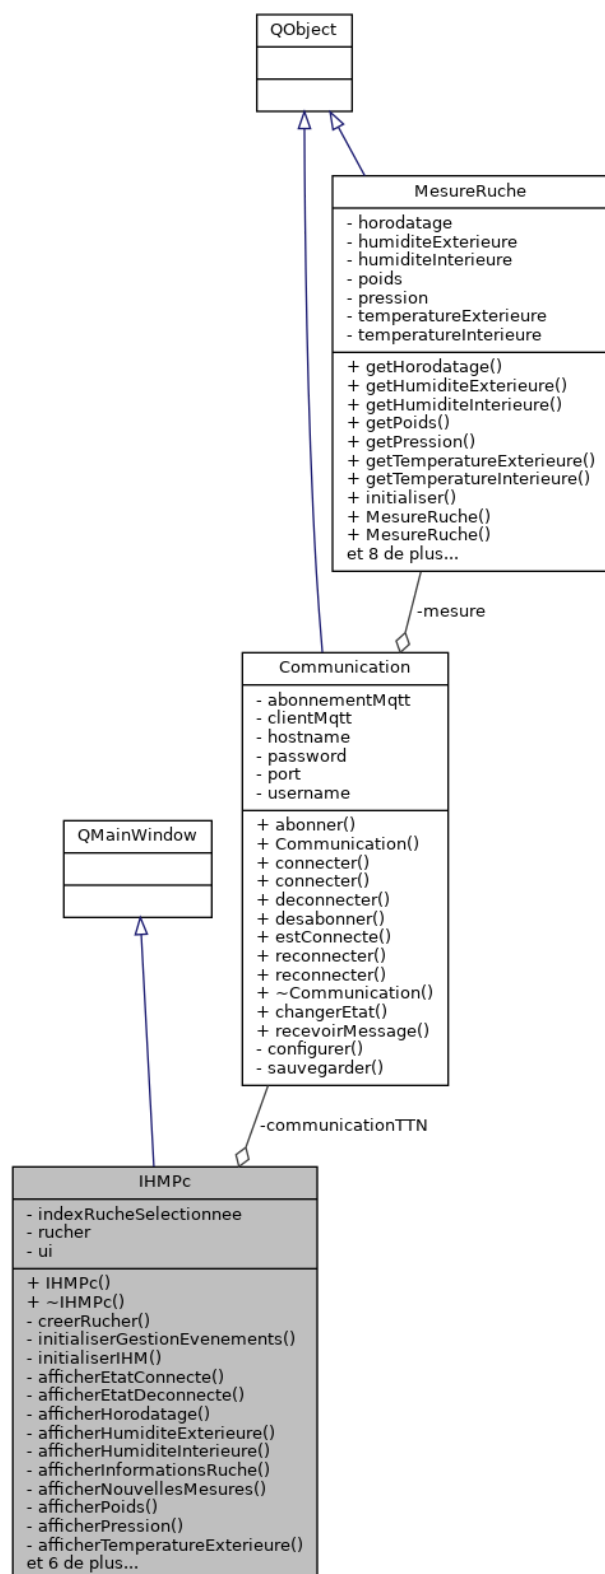 QObject
MesureRuche
- horodatage
- humiditeExterieure
- humiditeInterieure
- poids
- pression
- temperatureExterieure
- temperatureInterieure
+ getHorodatage()
+ getHumiditeExterieure()
+ getHumiditeInterieure()
+ getPoids()
+ getPression()
+ getTemperatureExterieure()
+ getTemperatureInterieure()
+ initialiser()
+ MesureRuche()
+ MesureRuche()
et 8 de plus...
-mesure
Communication
- abonnementMqtt
- clientMqtt
- hostname
- password
- port
- username
+ abonner()
+ Communication()
+ connecter()
+ connecter()
+ deconnecter()
+ desabonner()
+ estConnecte()
+ reconnecter()
+ reconnecter()
+ ~Communication()
+ changerEtat()
+ recevoirMessage()
- configurer()
- sauvegarder()
QMainWindow
-communicationTTN
IHMPc
- indexRucheSelectionnee
- rucher
- ui
+ IHMPc()
+ ~IHMPc()
- creerRucher()
- initialiserGestionEvenements()
- initialiserIHM()
- afficherEtatConnecte()
- afficherEtatDeconnecte()
- afficherHorodatage()
- afficherHumiditeExterieure()
- afficherHumiditeInterieure()
- afficherInformationsRuche()
- afficherNouvellesMesures()
- afficherPoids()
- afficherPression()
- afficherTemperatureExterieure()
et 6 de plus...